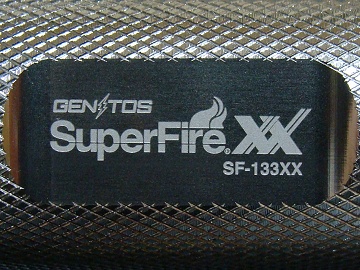 GENTOS
SuperFire® XX
SF-133XX